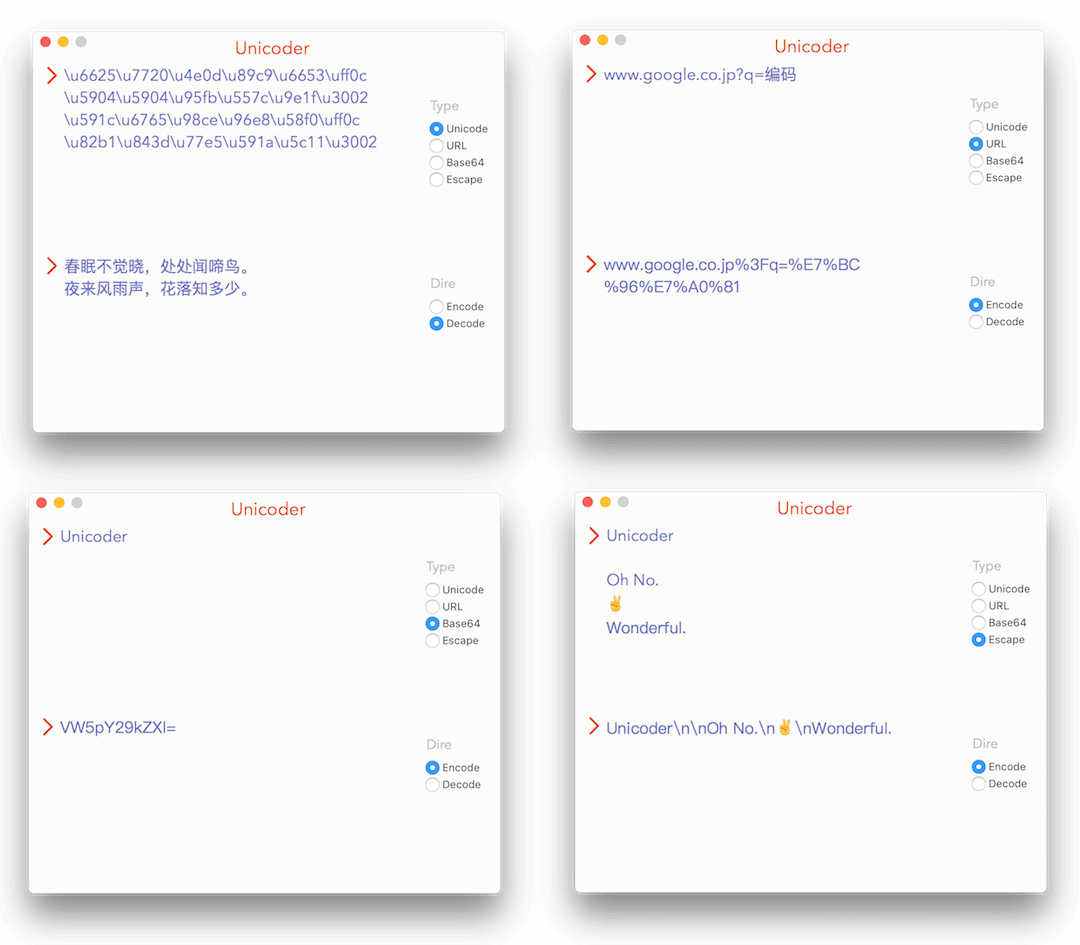 Unicoder
\u6625\u7720\u4e0d\u89c9\u6653\uff0c
\u5904\u5904\u95fb\u557c\u9e1f\u3002
\u591c\u6765\u98ce\u96e8\u58f0\uff0c
\u82b1\u843d\u77e5\u591a\u5c11\u3002
Type
Unicode
URL
Base64
Escape
春眠不觉晓，处处闻啼鸟。
夜来风雨声，花落知多少。
Dire
Encode
Decode
Unicoder
www.google.co.jp?q=编码
Type
Unicode
URL
Base64
Escape
www.google.co.jp%3Fq=%E7%BC
%96%E7%A0%81
Dire
Encode
Decode
Unicoder
Unicoder
Type
Unicode
URL
Base64
Escape
VW5pY29kZXI=
Dire
Encode
Decode
Unicoder
Unicoder
Oh No.
✌️
Wonderful.
Type
Unicode
URL
Base64
Escape
Unicoder\n\nOh No.\n✌️\nWonderful.
Dire
Encode
Decode